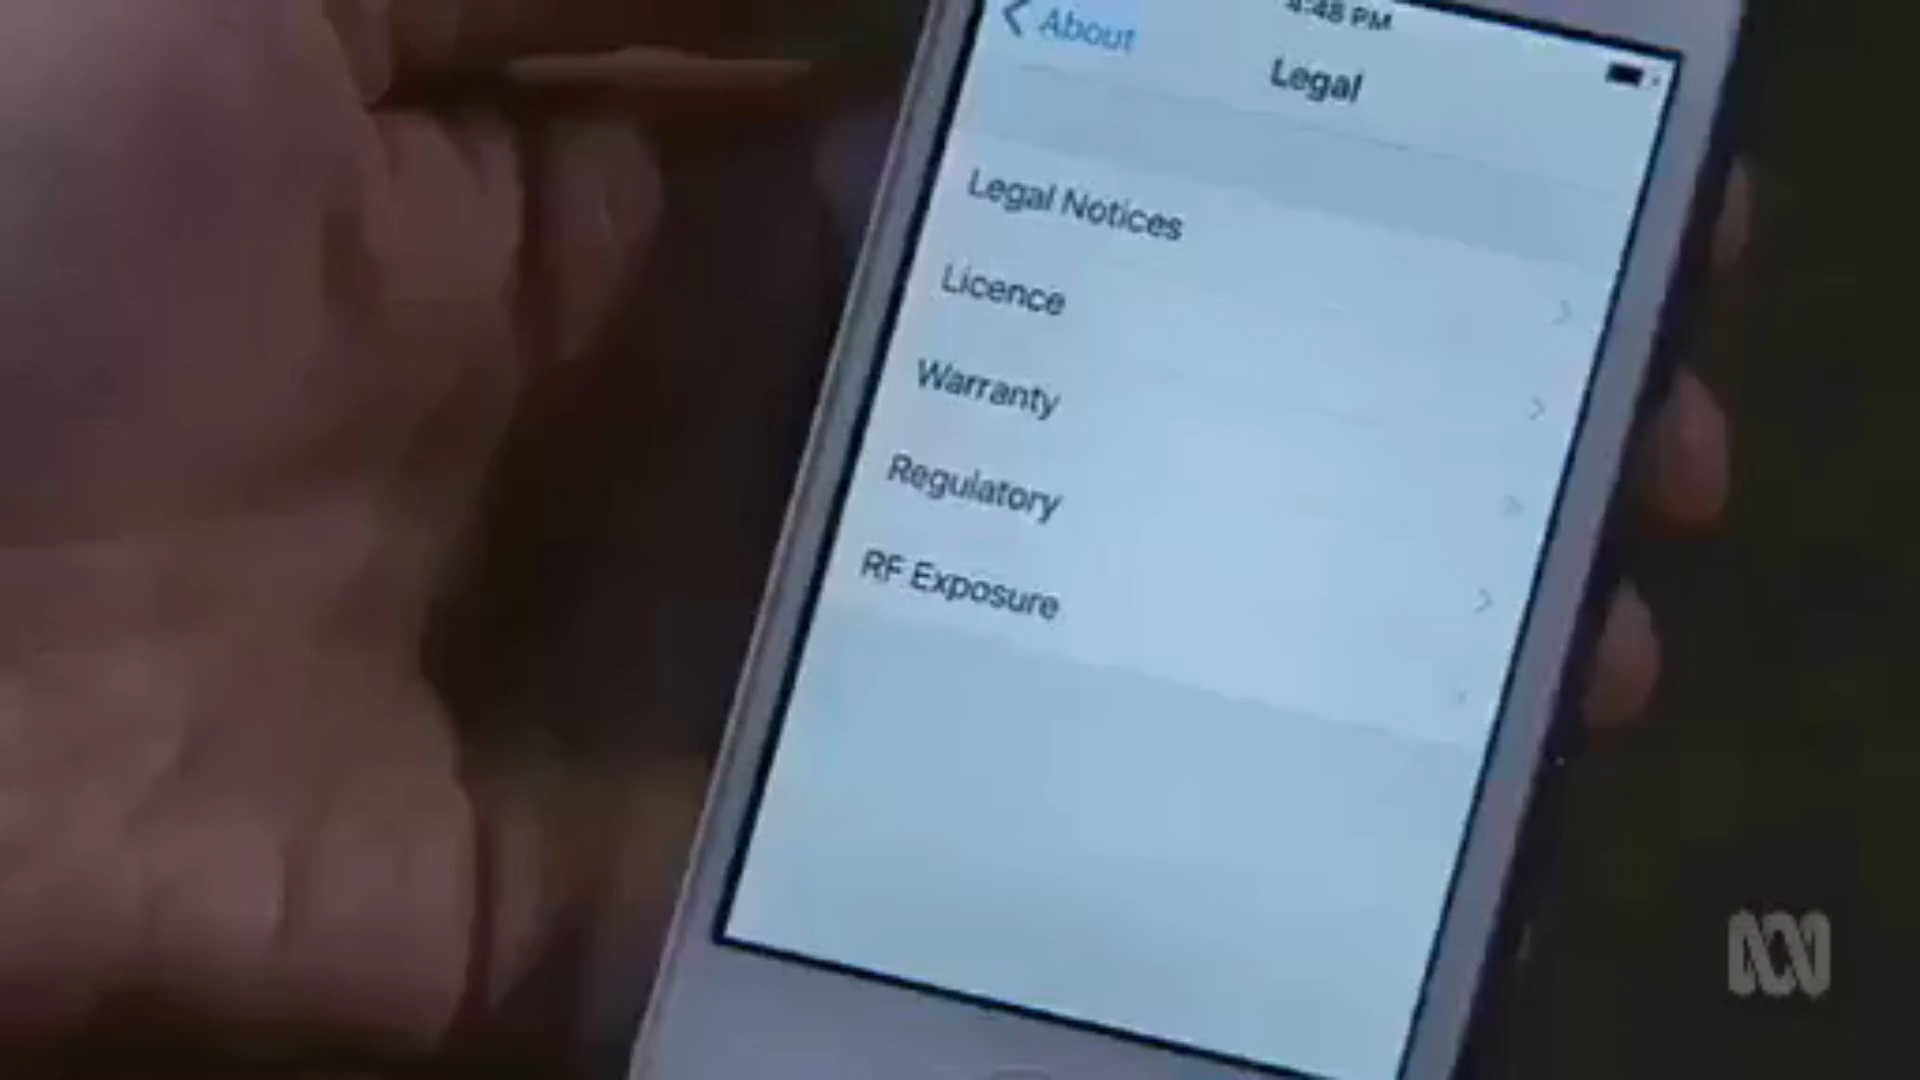 About
4:48 PM
Legal
Legal Notices
Licence
Warranty
Regulatory
RF Exposure